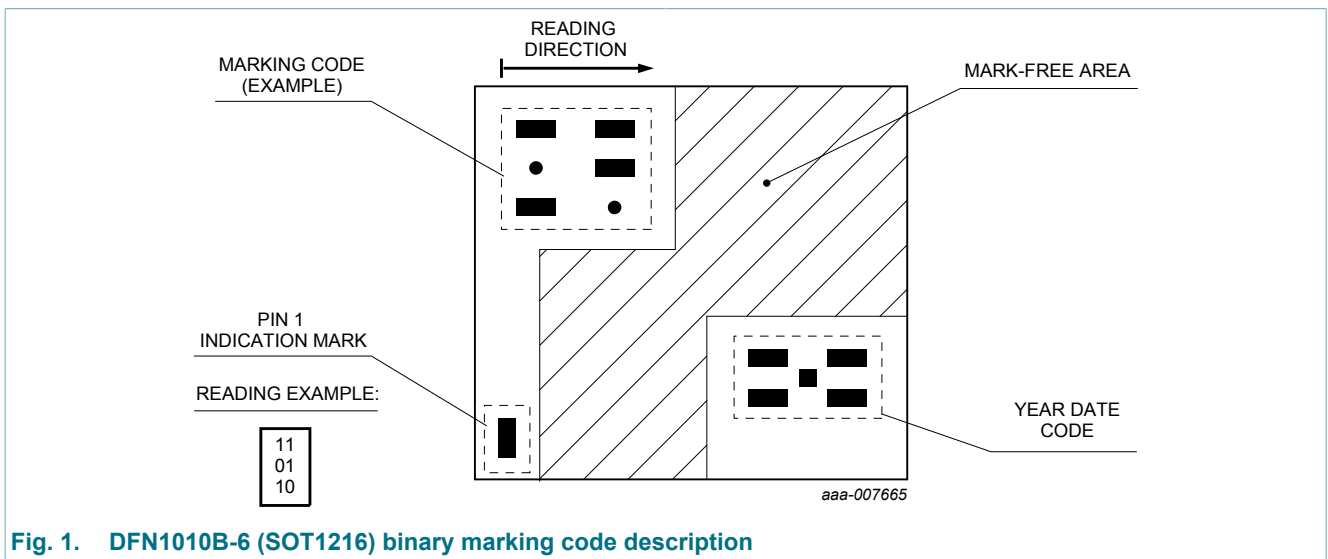 READING
DIRECTION
MARKING CODE
(EXAMPLE)
MARK-FREE AREA
PIN 1
INDICATION MARK
READING EXAMPLE:
11
01
10
YEAR DATE
CODE
aaa-007665
Fig. 1. DFN1010B-6 (SOT1216) binary marking code description